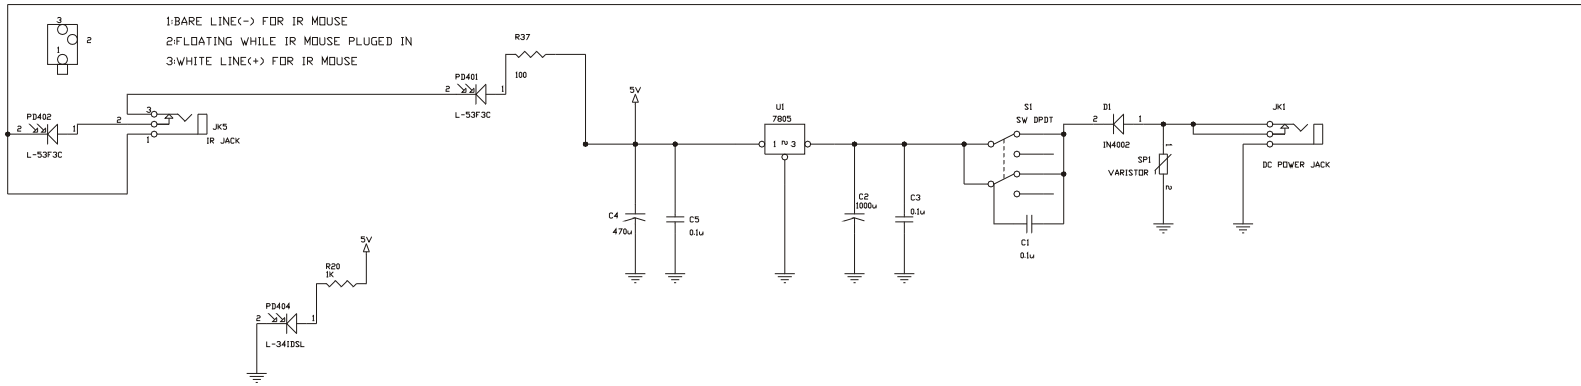 3
2
1
1:BARE LINE(-) FOR IR MOUSE
2:FLOATING WHILE IR MOUSE PLUGED IN
3:WHITE LINE(+) FOR IR MOUSE
R37
100
PD401
2 1
L-53F3C
PD402
2 1
L-53F3C
3
2
1
JK5
IR JACK
5V
U1
7805
1 2 3
C4
470u
C5
0.1u
C2
1000u
C3
0.1u
S1
SW DPDT
C1
0.1u
D1
2 1
IN4002
SP1
VARISTOR
1
2
JK1
DC POWER JACK
5V
R20
1K
PD404
2 1
L-34IDSL